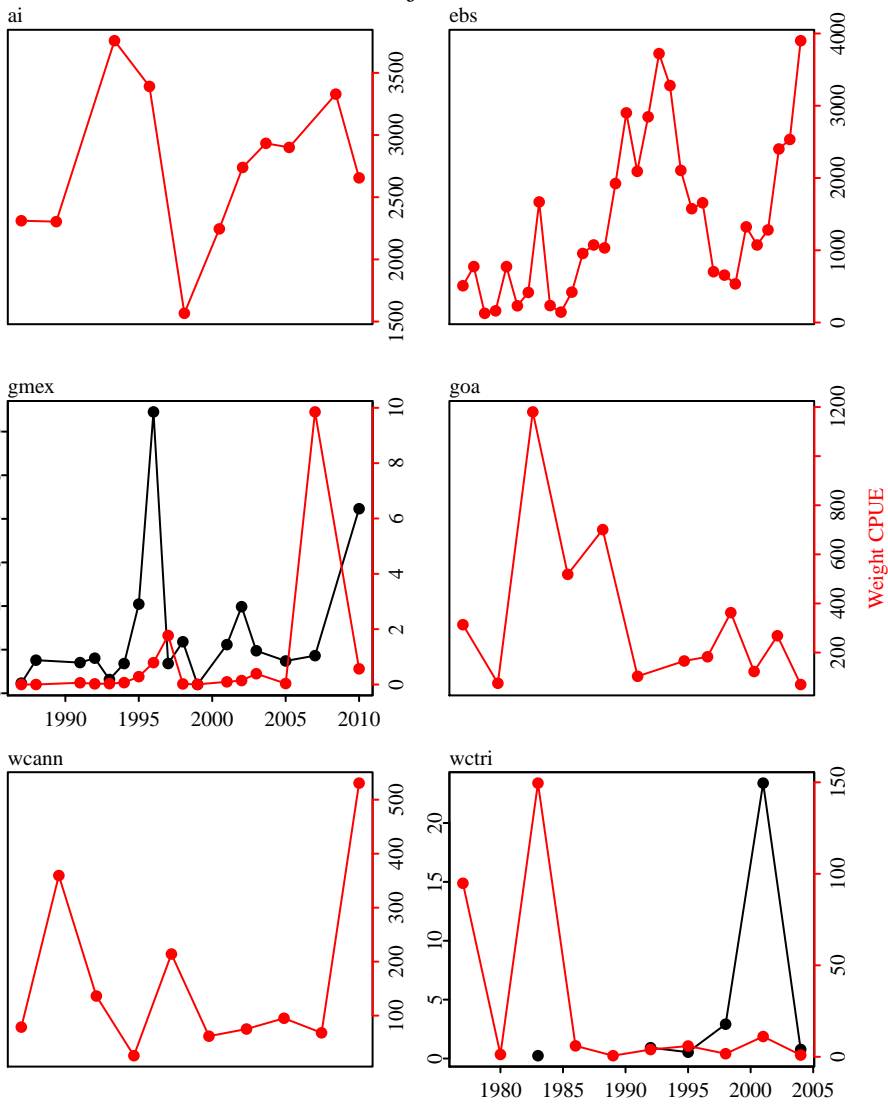 ai
ebs
1500 2000 2500 3000 3500
0 1000 2000 3000 4000
gmex
goa
0 2 4 6 8 10
200 400 600 800 1200
Weight CPUE
1990 1995 2000 2005 2010
wcann
wctri
100 200 300 400 500
0 5 10 15 20
0 50 100 150
1980 1985 1990 1995 2000 2005